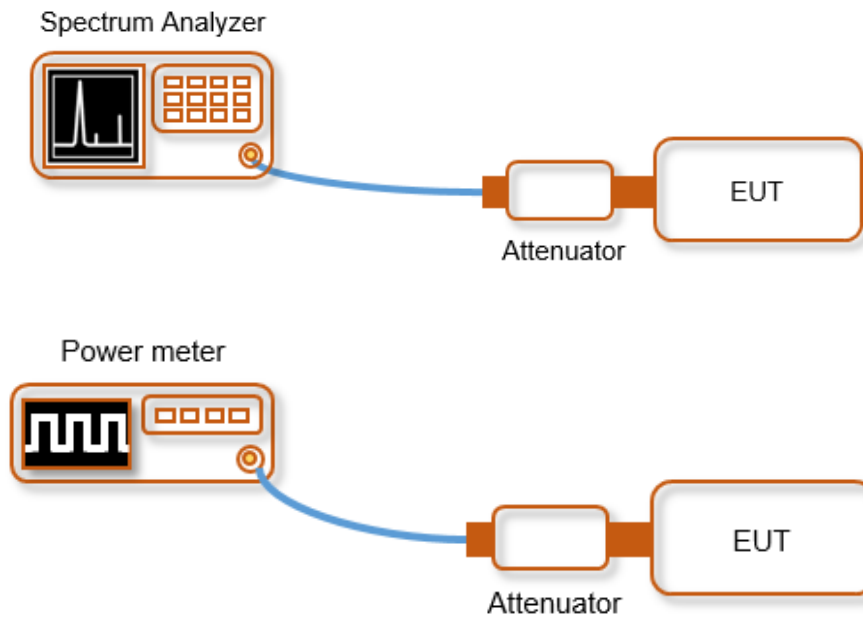 Spectrum Analyzer
EUT
Attenuator
Power meter
EUT
Attenuator